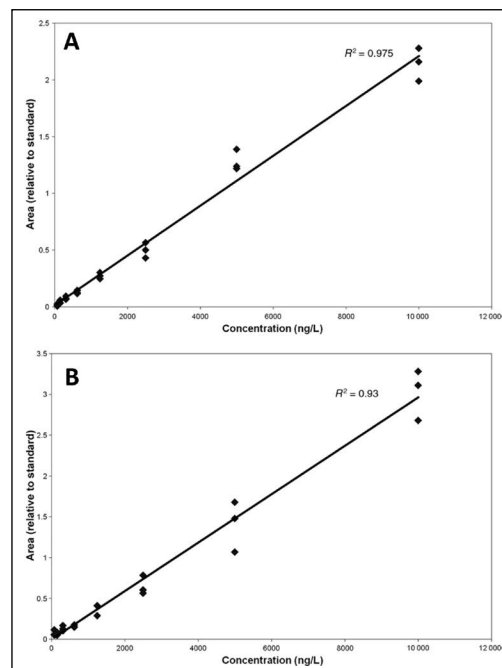 A
R² = 0.975
2.5
2
1.5
1
0.5
0
Area (relative to standard)
0 2000 4000 6000 8000 10 000 12 000
Concentration (ng/L)
B
R² = 0.93
3.5
3
2.5
2
1.5
1
0.5
0
Area (relative to standard)
0 2000 4000 6000 8000 10 000 12 000
Concentration (ng/L)